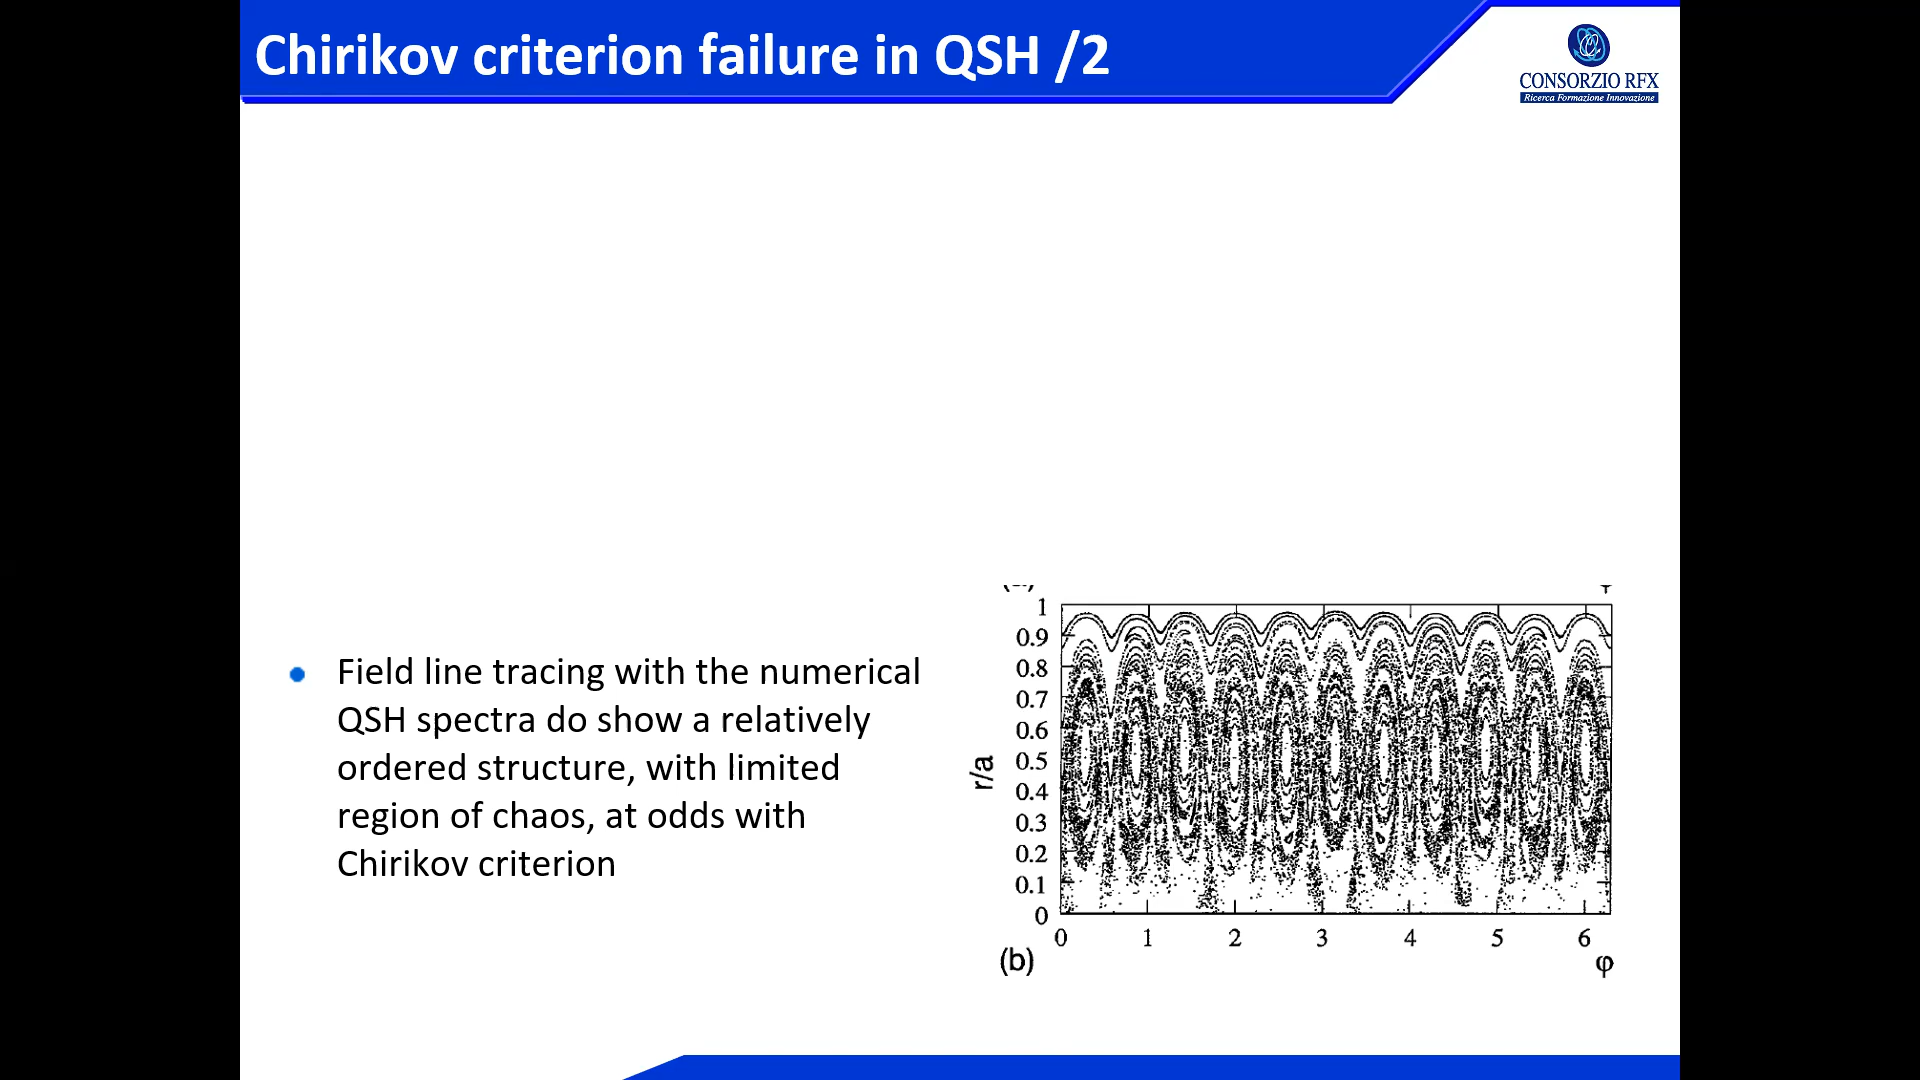 Chirikov criterion failure in QSH /2
CONSORZIO RFX
Ricerca Formazione Innovazione
Field line tracing with the numerical
QSH spectra do show a relatively
ordered structure, with limited
region of chaos, at odds with
Chirikov criterion
r/a
1
0.9
0.8
0.7
0.6
0.5
0.4
0.3
0.2
0.1
0
0 1 2 3 4 5 6
(b) φ